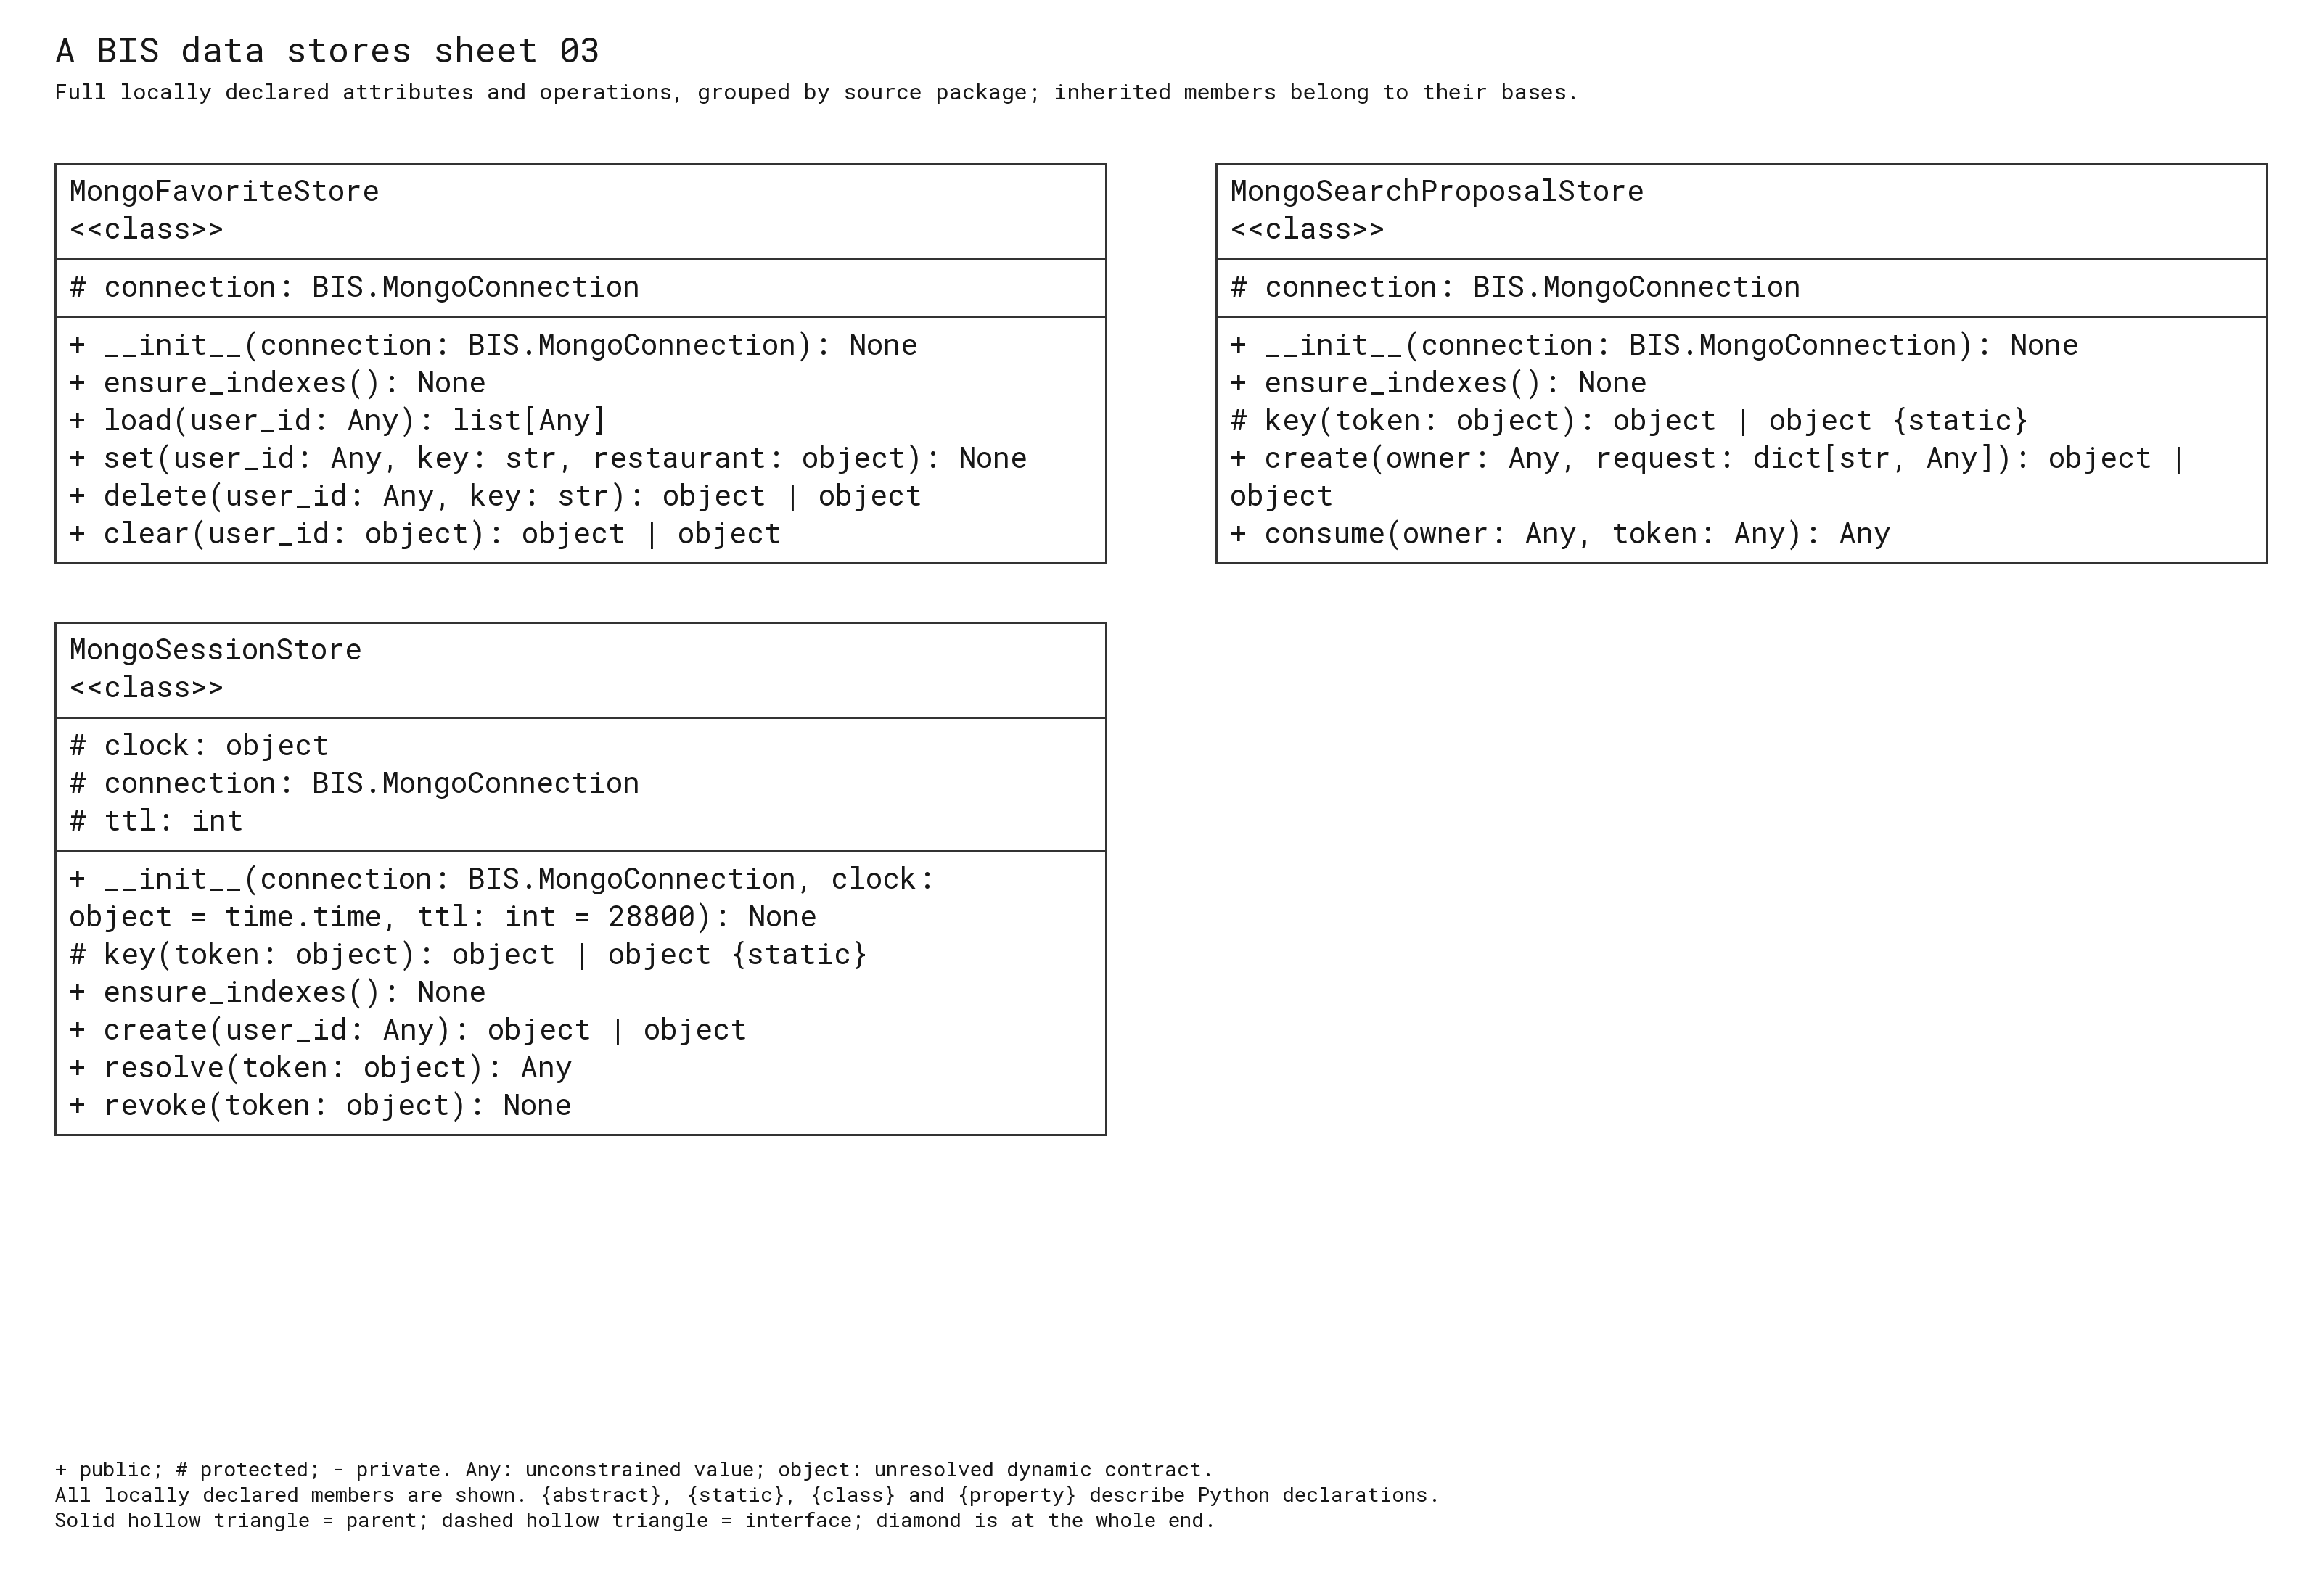 A BIS data stores sheet 03
Full locally declared attributes and operations, grouped by source package; inherited members belong to their bases.
MongoFavoriteStore
<<class>>
# connection: BIS.MongoConnection
+ __init__(connection: BIS.MongoConnection): None
+ ensure_indexes(): None
+ load(user_id: Any): list[Any]
+ set(user_id: Any, key: str, restaurant: object): None
+ delete(user_id: Any, key: str): object | object
+ clear(user_id: object): object | object
MongoSearchProposalStore
<<class>>
# connection: BIS.MongoConnection
+ __init__(connection: BIS.MongoConnection): None
+ ensure_indexes(): None
# key(token: object): object | object {static}
+ create(owner: Any, request: dict[str, Any]): object |
object
+ consume(owner: Any, token: Any): Any
MongoSessionStore
<<class>>
# clock: object
# connection: BIS.MongoConnection
# ttl: int
+ __init__(connection: BIS.MongoConnection, clock:
object = time.time, ttl: int = 28800): None
# key(token: object): object | object {static}
+ ensure_indexes(): None
+ create(user_id: Any): object | object
+ resolve(token: object): Any
+ revoke(token: object): None
+ public; # protected; - private. Any: unconstrained value; object: unresolved dynamic contract.
All locally declared members are shown. {abstract}, {static}, {class} and {property} describe Python declarations.
Solid hollow triangle = parent; dashed hollow triangle = interface; diamond is at the whole end.